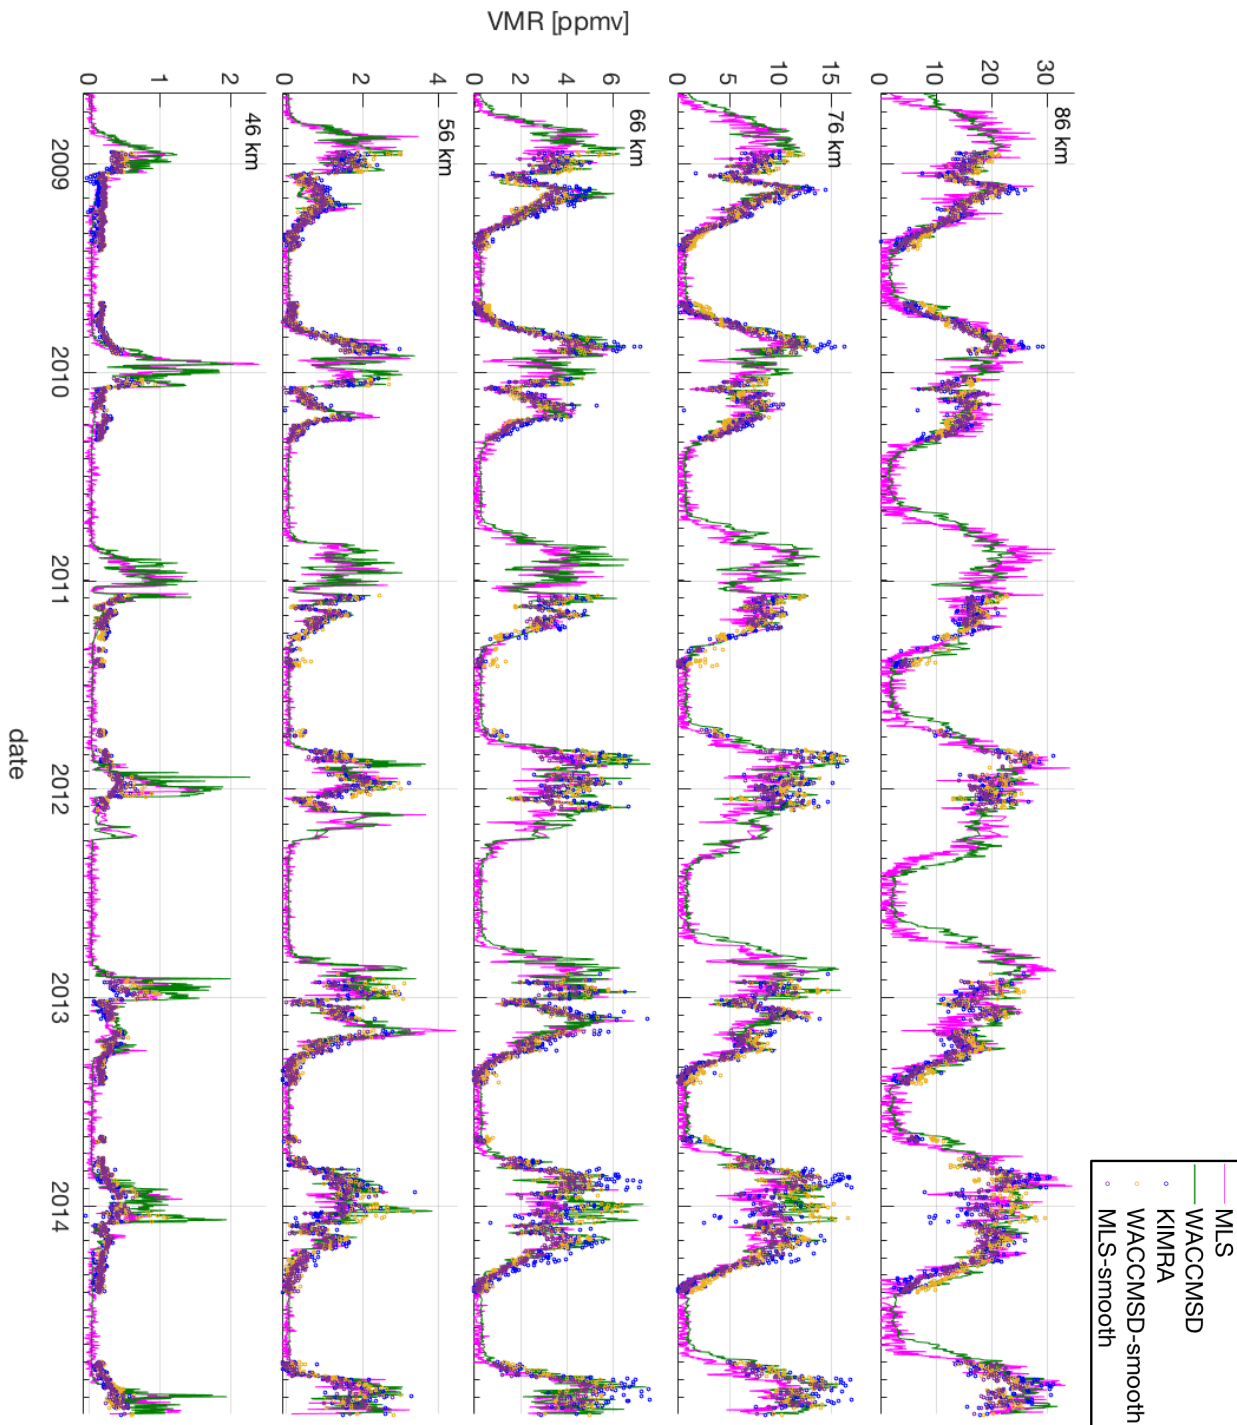 VMR [ppmv]
0 10 20 30
86 km
0 5 10 15
76 km
0 2 4 6
66 km
0 2 4
56 km
0 1 2
46 km
2009 2010 2011 2012 2013 2014
date
MLS
WACCMSD
KIMRA
WACCMSD-smooth
MLS-smooth